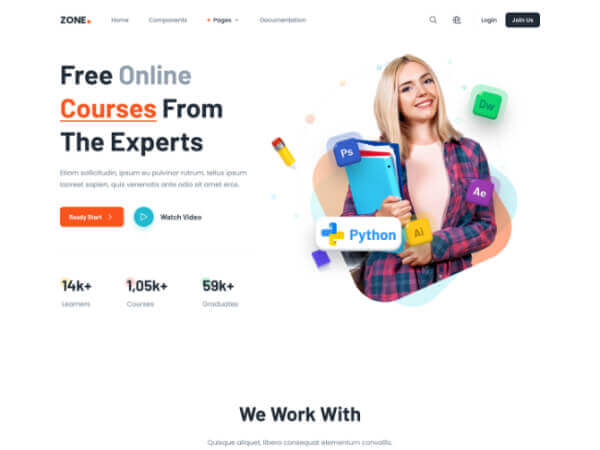 ZONE.
Home Components Pages Documentation Login Join Us
Free Online
Courses From
The Experts
Etiam sollicitudin, ipsum eu pulvinar rutrum, tellus ipsum
laoreet sapien, quis venenatis ante odio sit amet eros.
Ready Start
Watch Video
14k+ 1,05k+ 59k+
Learners Courses Graduates
Dw
Ps
Ae
Python
Ai
We Work With
Quisque aliquet, libero consequat elementum convallis.